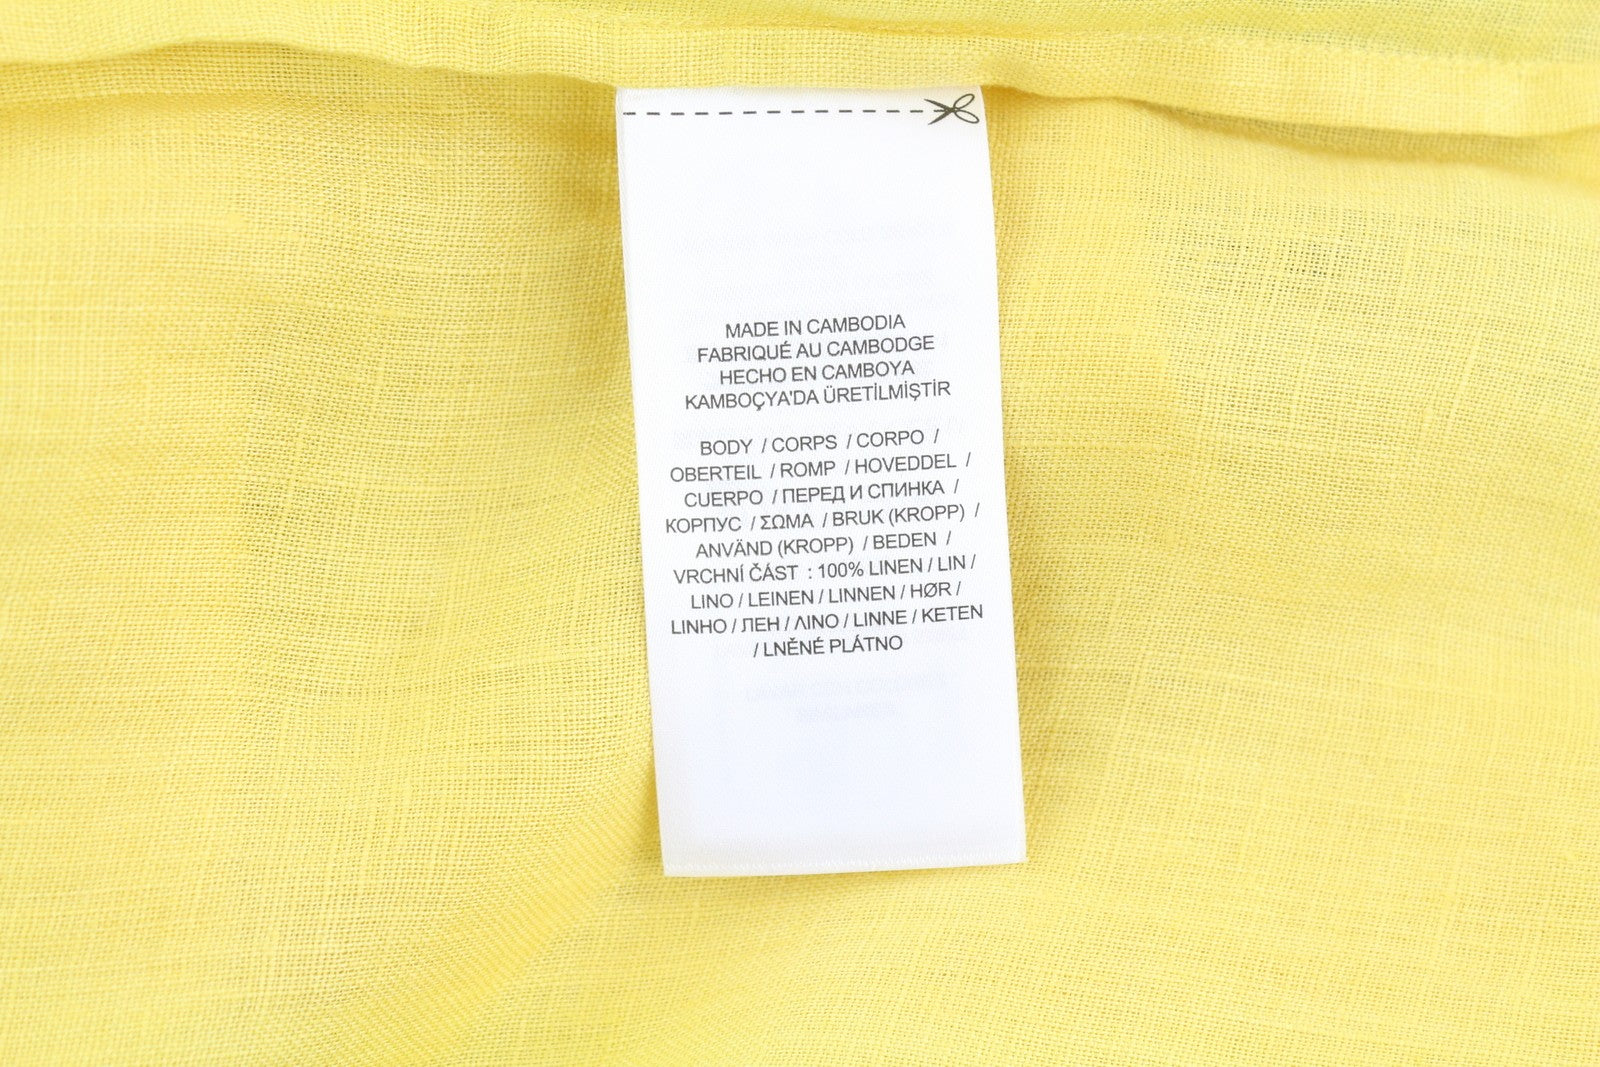 MADE IN CAMBODIA
FABRIQUÉ AU CAMBODGE
HECHO EN CAMBOYA
KAMBOÇYA'DA ÜRETİLMİŞTİR
BODY / CORPS / CORPO /
OBERTEIL / ROMP / HOVEDDEL /
CUERPO / ПЕРЕД И СПИНКА /
КОРПУС / ΣΩΜΑ / BRUK (KROPP) /
ANVÄND (KROPP) / BEDEN /
VRCHNÍ ČÁST : 100% LINEN / LIN /
LINO / LEINEN / LINNEN / HØR /
LINHO / ЛЕН / ΛΙΝΟ / LINNE / KETEN
/ LNĚNÉ PLÁTNO